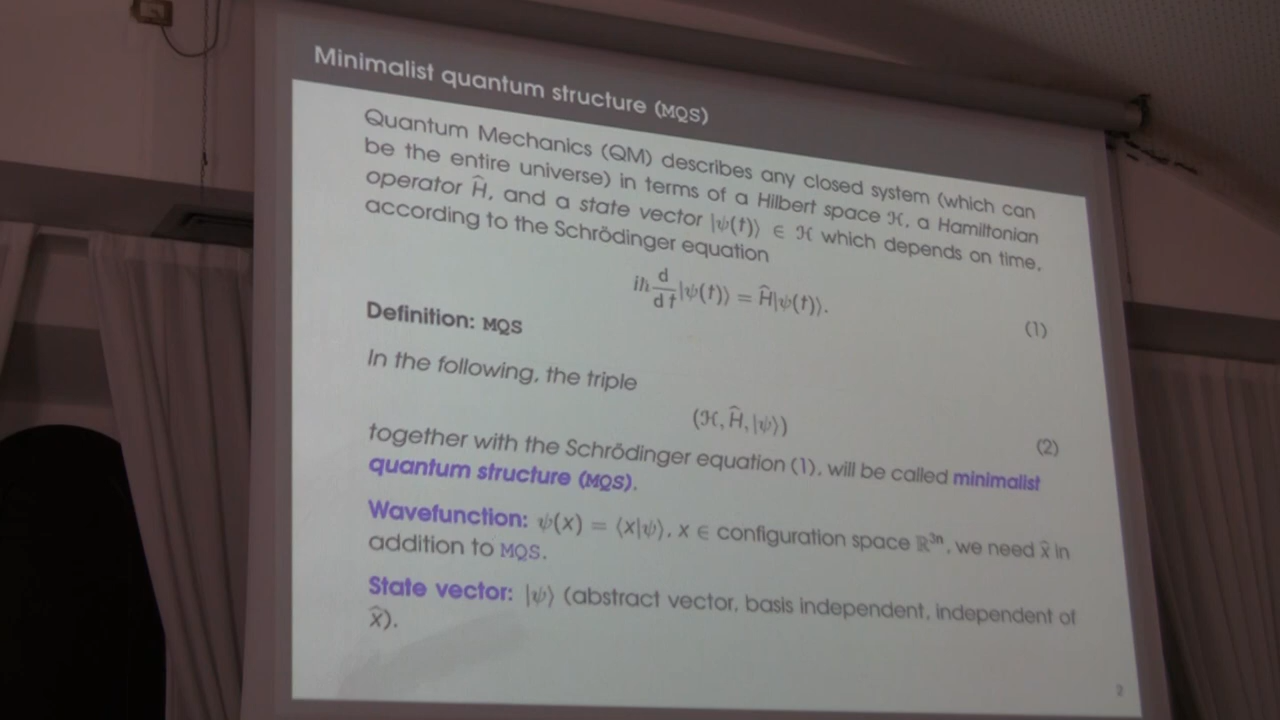 Minimalist quantum structure (MQS)
Quantum Mechanics (QM) describes any closed system (which can
be the entire universe) in terms of a Hilbert space ℋ, a Hamiltonian
operator Ĥ, and a state vector |ψ(t)⟩ ∈ ℋ which depends on time,
according to the Schrödinger equation
iℏ d/dt |ψ(t)⟩ = Ĥ|ψ(t)⟩. (1)
Definition: MQS
In the following, the triple
(ℋ, Ĥ, |ψ⟩) (2)
together with the Schrödinger equation (1), will be called minimalist
quantum structure (MQS).
Wavefunction: ψ(x) = ⟨x|ψ⟩, x ∈ configuration space ℝ³ⁿ, we need x̂ in
addition to MQS.
State vector: |ψ⟩ (abstract vector, basis independent, independent of
x̂).
2